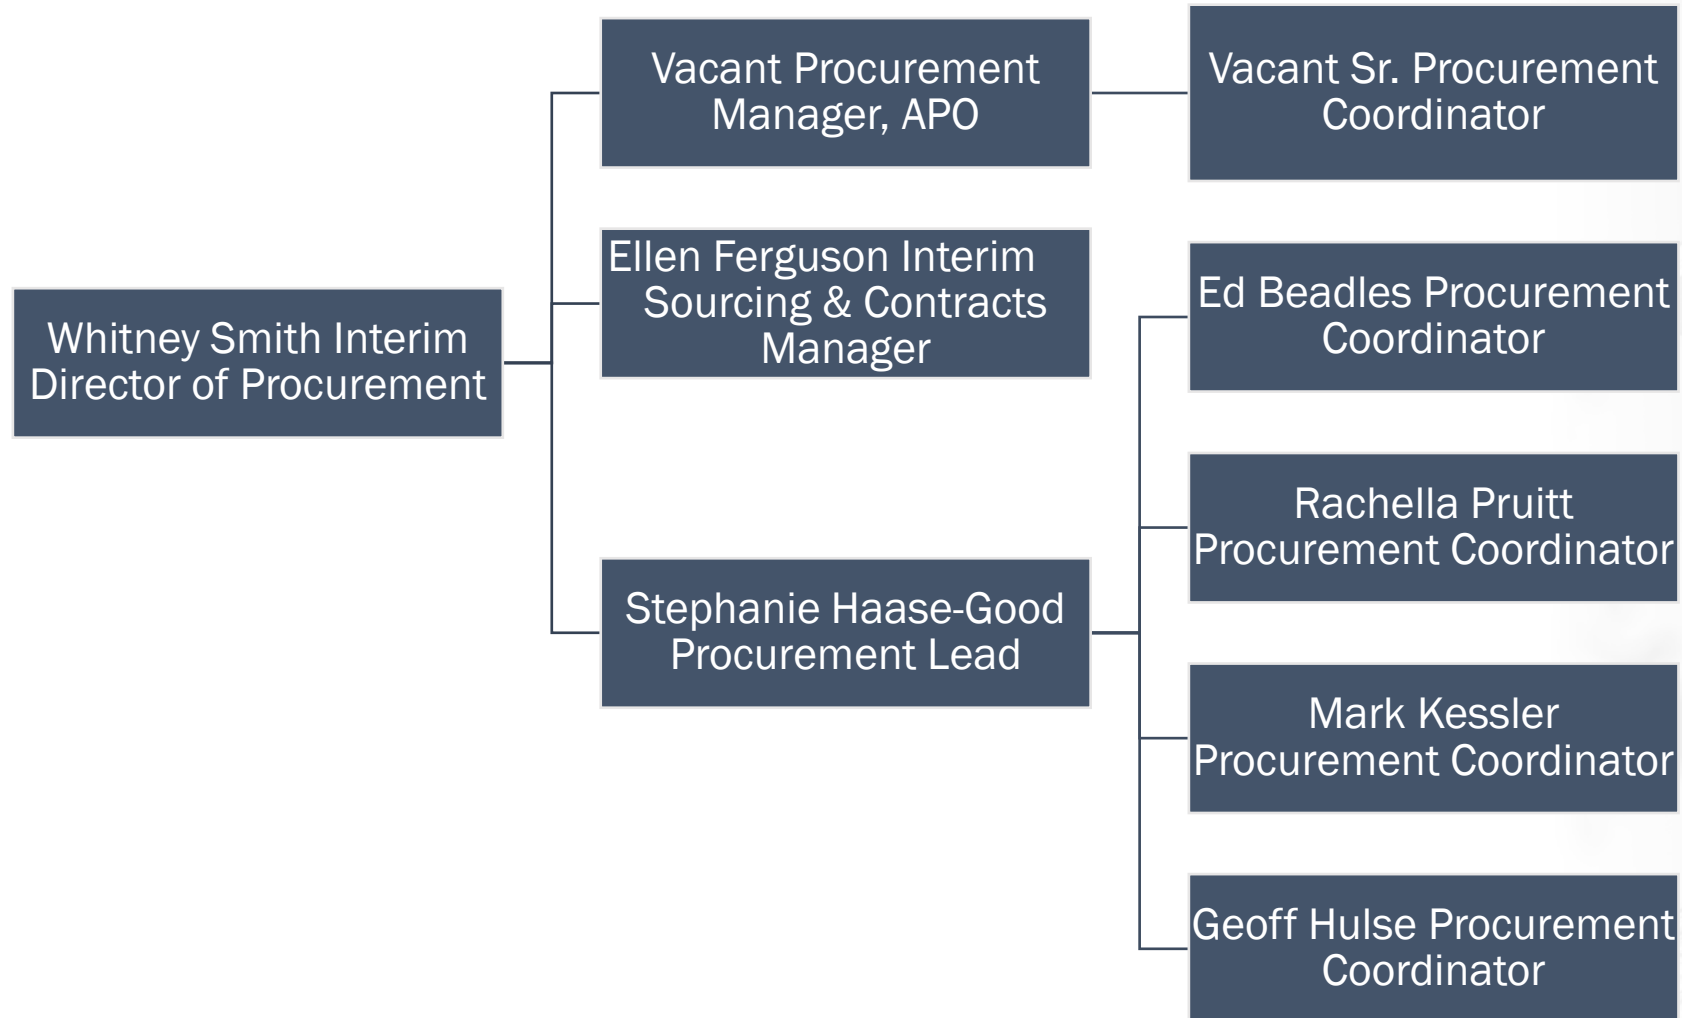 Whitney Smith Interim
Director of Procurement
Vacant Procurement
Manager, APO
Vacant Sr. Procurement
Coordinator
Ellen Ferguson Interim
Sourcing & Contracts
Manager
Stephanie Haase-Good
Procurement Lead
Ed Beadles Procurement
Coordinator
Rachella Pruitt
Procurement Coordinator
Mark Kessler
Procurement Coordinator
Geoff Hulse Procurement
Coordinator